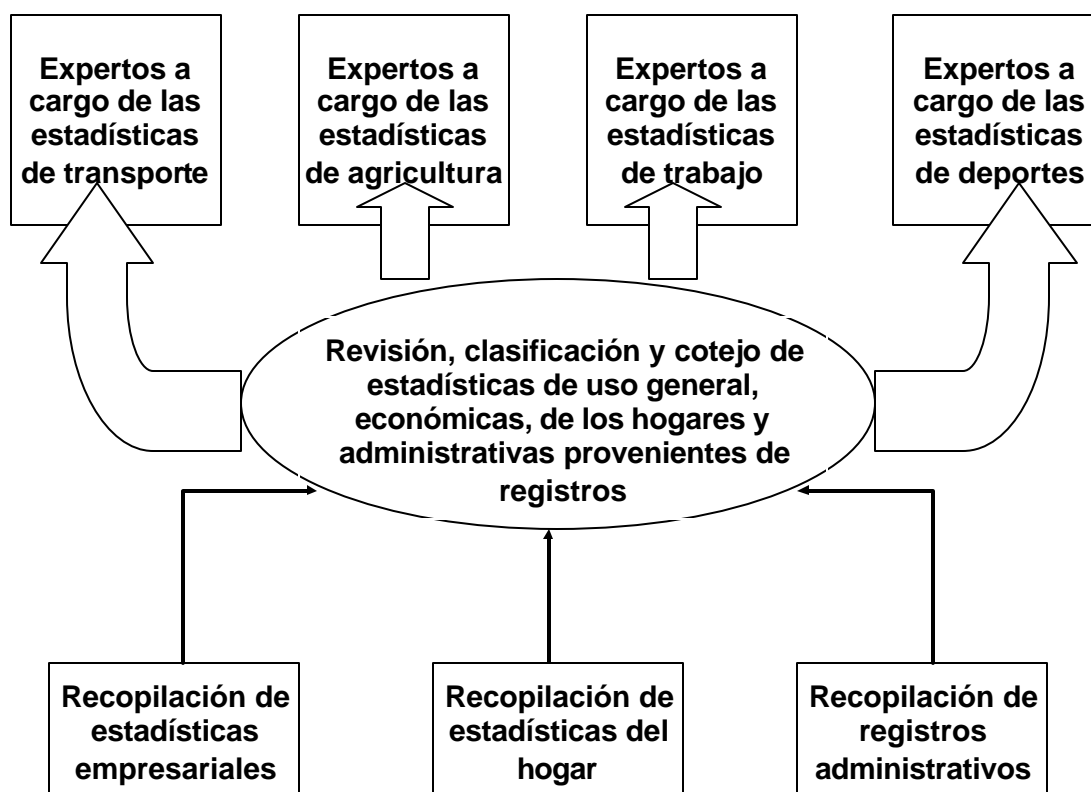 Expertos a
cargo de las
estadísticas
de transporte
Expertos a
cargo de las
estadísticas
de agricultura
Expertos a
cargo de las
estadísticas
de trabajo
Expertos a
cargo de las
estadísticas
de deportes
Revisión, clasificación y cotejo de
estadísticas de uso general,
económicas, de los hogares y
administrativas provenientes de
registros
Recopilación de
estadísticas
empresariales
Recopilación de
estadísticas del
hogar
Recopilación de
registros
administrativos